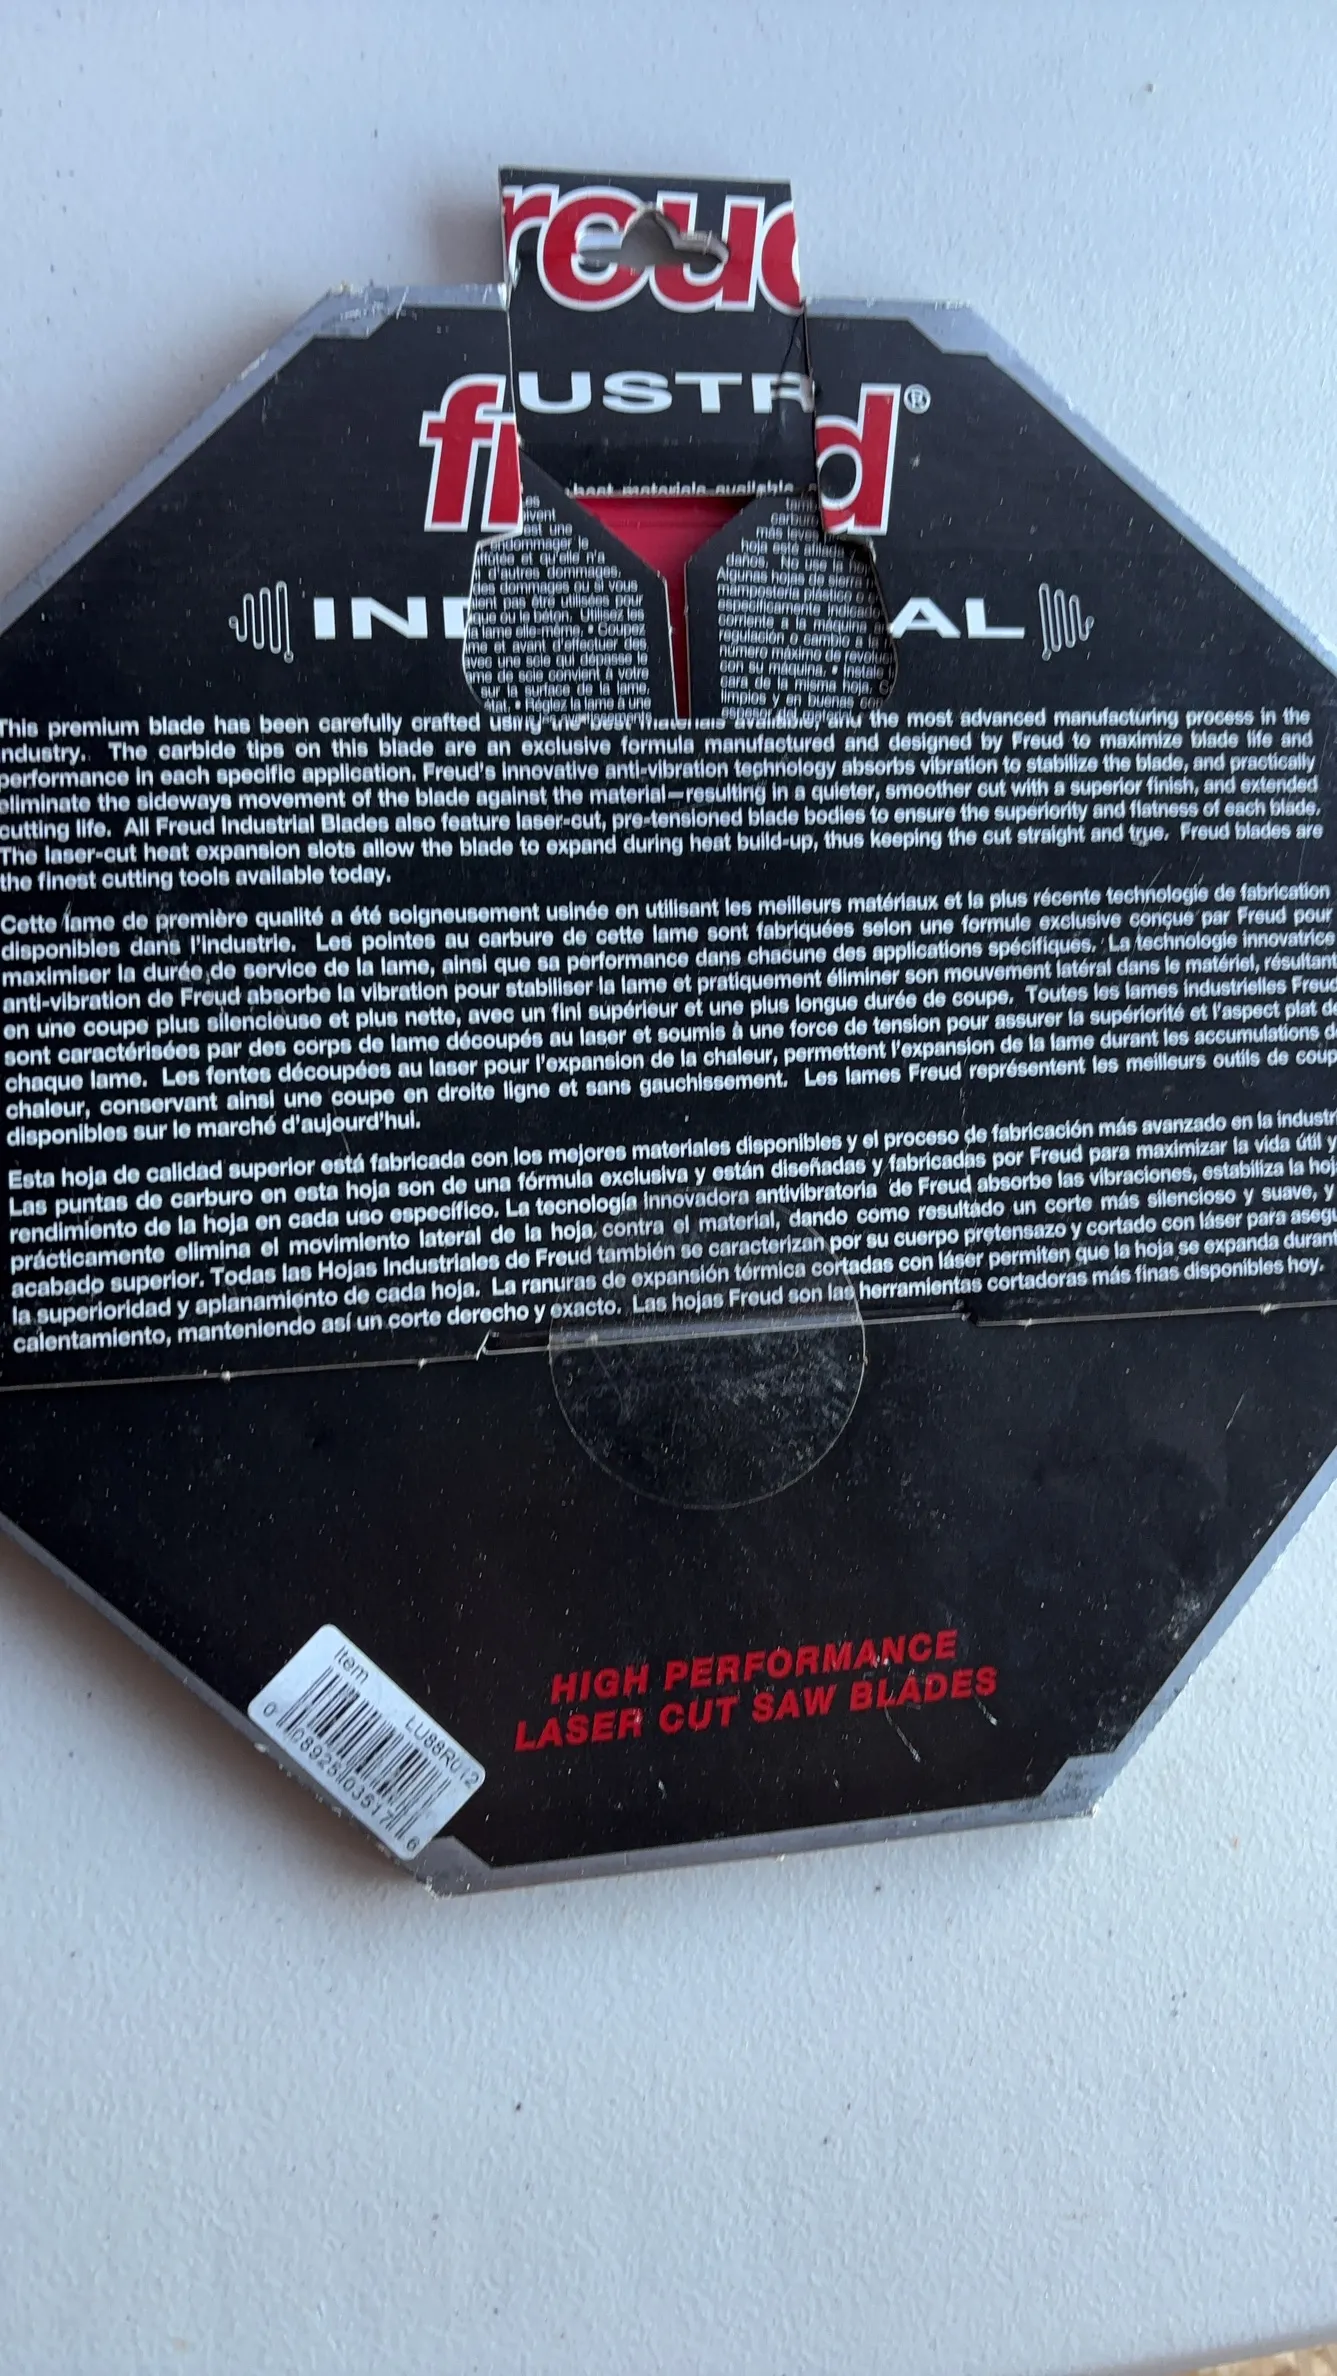 rouc
USTR
fr d®
IND AL
best materials available
This premium blade has been carefully crafted using the best materials available, and the most advanced manufacturing process in the
ndustry. The carbide tips on this blade are an exclusive formula manufactured and designed by Freud to maximize blade life and
performance in each specific application. Freud's innovative anti-vibration technology absorbs vibration to stabilize the blade, and practically
eliminate the sideways movement of the blade against the material—resulting in a quieter, smoother cut with a superior finish, and extended
cutting life. All Freud Industrial Blades also feature laser-cut, pre-tensioned blade bodies to ensure the superiority and flatness of each blade.
The laser-cut heat expansion slots allow the blade to expand during heat build-up, thus keeping the cut straight and true. Freud blades are
the finest cutting tools available today.
Cette lame de première qualité a été soigneusement usinée en utilisant les meilleurs matériaux et la plus récente technologie de fabrication
disponibles dans l'industrie. Les pointes au carbure de cette lame sont fabriquées selon une formule exclusive conçue par Freud pour
maximiser la durée de service de la lame, ainsi que sa performance dans chacune des applications spécifiques. La technologie innovatrice
anti-vibration de Freud absorbe la vibration pour stabiliser la lame et pratiquement éliminer son mouvement latéral dans le matériel, résultant
en une coupe plus silencieuse et plus nette, avec un fini supérieur et une plus longue durée de coupe. Toutes les lames industrielles Freud
sont caractérisées par des corps de lame découpés au laser et soumis à une force de tension pour assurer la supériorité et l'aspect plat d
chaque lame. Les fentes découpées au laser pour l'expansion de la chaleur, permettent l'expansion de la lame durant les accumulations d
chaleur, conservant ainsi une coupe en droite ligne et sans gauchissement. Les lames Freud représentent les meilleurs outils de coup
disponibles sur le marché d'aujourd'hui.
Esta hoja de calidad superior está fabricada con los mejores materiales disponibles y el proceso de fabricación más avanzado en la industr
Las puntas de carburo en esta hoja son de una fórmula exclusiva y están diseñadas y fabricadas por Freud para maximizar la vida útil y
rendimiento de la hoja en cada uso específico. La tecnología innovadora antivibratoria de Freud absorbe las vibraciones, estabiliza la hoj
prácticamente elimina el movimiento lateral de la hoja contra el material, dando como resultado un corte más silencioso y suave, y
acabado superior. Todas las Hojas Industriales de Freud también se caracterizan por su cuerpo pretensazo y cortado con láser para asegu
la superioridad y aplanamiento de cada hoja. La ranuras de expansión térmica cortadas con láser permiten que la hoja se expanda durant
calentamiento, manteniendo así un corte derecho y exacto. Las hojas Freud son las herramientas cortadoras más finas disponibles hoy.
HIGH PERFORMANCE
LASER CUT SAW BLADES
Item LU88R012
0 08925 03517 6